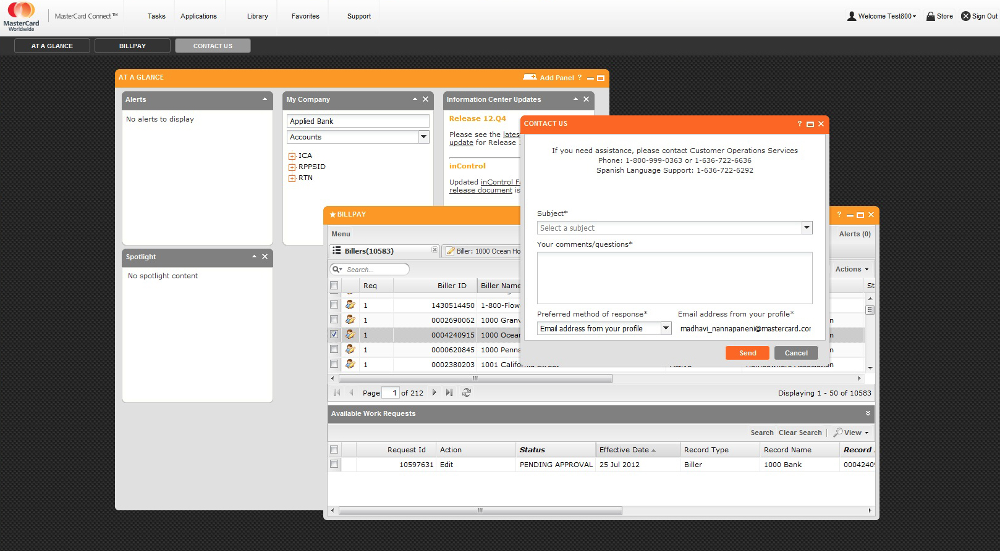 MasterCard
Worldwide
MasterCard Connect™
Tasks
Applications
Library
Favorites
Support
Welcome Test800
Store
Sign Out
AT A GLANCE
BILLPAY
CONTACT US
AT A GLANCE
Add Panel ?
Alerts
No alerts to display
My Company
Applied Bank
Accounts
ICA
RPPSID
RTN
Information Center Updates
Release 12.Q4
Please see the lates
update for Release 1
inControl
Updated inControl Fa
release document is
Spotlight
No spotlight content
CONTACT US
?
If you need assistance, please contact Customer Operations Services
Phone: 1-800-999-0363 or 1-636-722-6636
Spanish Language Support: 1-636-722-6292
Subject*
Select a subject
Your comments/questions*
Preferred method of response*
Email address from your profile*
Email address from your profile
madhavi_nannapaneni@mastercard.cor
Send
Cancel
BILLPAY
?
Menu
Alerts (0)
Billers(10583)
Biller: 1000 Ocean Ho
Search...
Actions
Req Biller ID Biller Name St
1 1430514450 1-800-Flow
1 0002690062 1000 Granv n
1 0004240915 1000 Ocea n
1 0000620845 1000 Penns n
1 0002380203 1001 California Street Active Homeowners Association
Page 1 of 212
Displaying 1 - 50 of 10583
Available Work Requests
Search Clear Search View
Request Id Action Status Effective Date Record Type Record Name Record
10597631 Edit PENDING APPROVAL 25 Jul 2012 Biller 1000 Bank 0004240